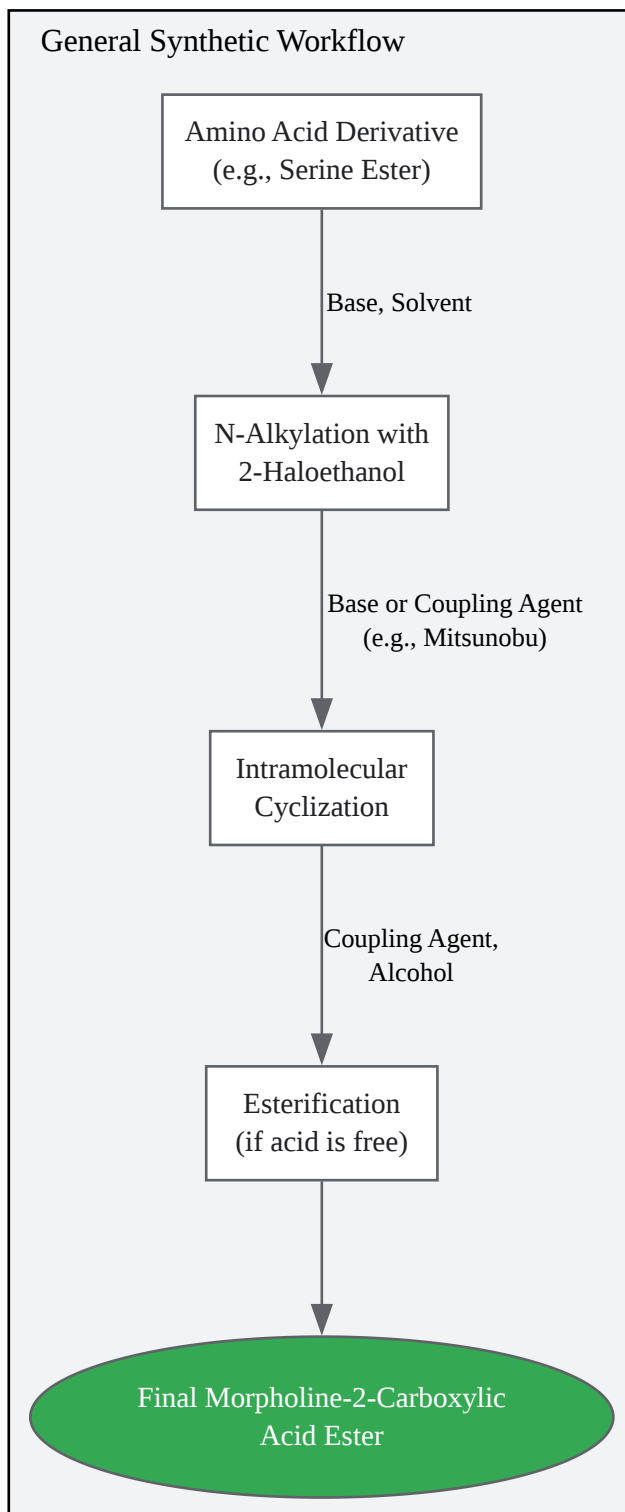 General Synthetic Workflow
Amino Acid Derivative
(e.g., Serine Ester)
Base, Solvent
N-Alkylation with
2-Haloethanol
Base or Coupling Agent
(e.g., Mitsunobu)
Intramolecular
Cyclization
Coupling Agent,
Alcohol
Esterification
(if acid is free)
Final Morpholine-2-Carboxylic
Acid Ester